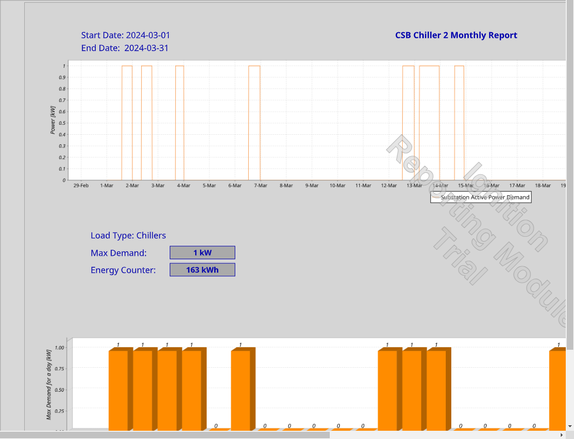 Start Date: 2024-03-01
End Date: 2024-03-31
CSB Chiller 2 Monthly Report
Power [kW]
1
0.9
0.8
0.7
0.6
0.5
0.4
0.3
0.2
0.1
0
29-Feb 1-Mar 2-Mar 3-Mar 4-Mar 5-Mar 6-Mar 7-Mar 8-Mar 9-Mar 10-Mar 11-Mar 12-Mar 13-Mar 14-Mar 15-Mar 16-Mar 17-Mar 18-Mar 19
Substation Active Power Demand
Ignition
Reporting Module
Trial
Load Type: Chillers
Max Demand: 1 kW
Energy Counter: 163 kWh
Max Demand for a day [kW]
1.00
0.75
0.50
0.25
1 1 1 1 0 1 0 0 0 0 0 1 1 1 0 0 0 0 1